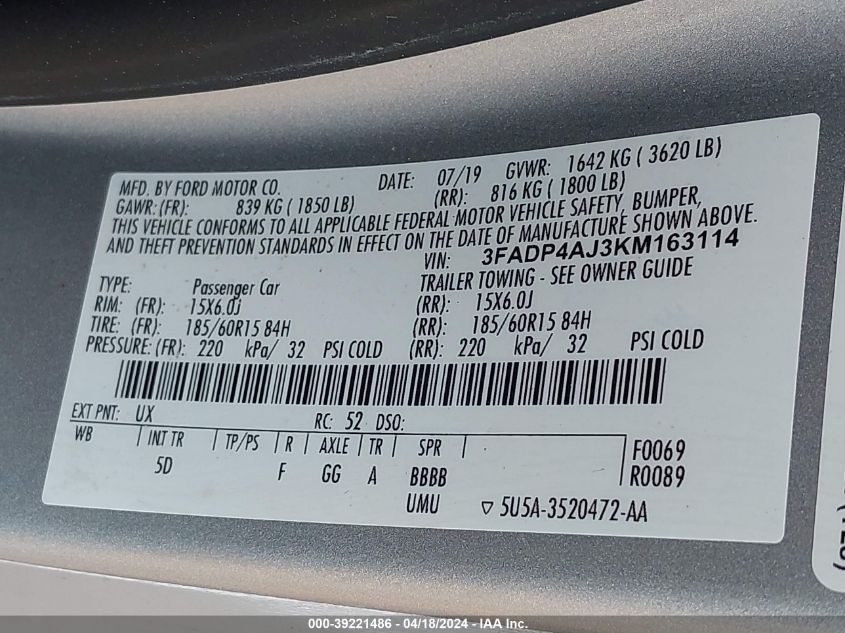 MFD. BY FORD MOTOR CO. DATE: 07/19 GVWR: 1642 KG ( 3620 LB)
GAWR: (FR): 839 KG ( 1850 LB) (RR): 816 KG ( 1800 LB)
THIS VEHICLE CONFORMS TO ALL APPLICABLE FEDERAL MOTOR VEHICLE SAFETY, BUMPER,
AND THEFT PREVENTION STANDARDS IN EFFECT ON THE DATE OF MANUFACTURE SHOWN ABOVE.
VIN: 3FADP4AJ3KM163114
TYPE: Passenger Car TRAILER TOWING - SEE OWNER GUIDE
RIM: (FR): 15X6.0J (RR): 15X6.0J
TIRE: (FR): 185/60R15 84H (RR): 185/60R15 84H
PRESSURE: (FR): 220 kPa/ 32 PSI COLD (RR): 220 kPa/ 32 PSI COLD
EXT PNT: UX RC: 52 DSO:
WB INT TR TP/PS R AXLE TR SPR F0069
5D F GG A BBBB R0089
UMU ▽ 5U5A-3520472-AA
000-39221486 - 04/18/2024 - IAA Inc.